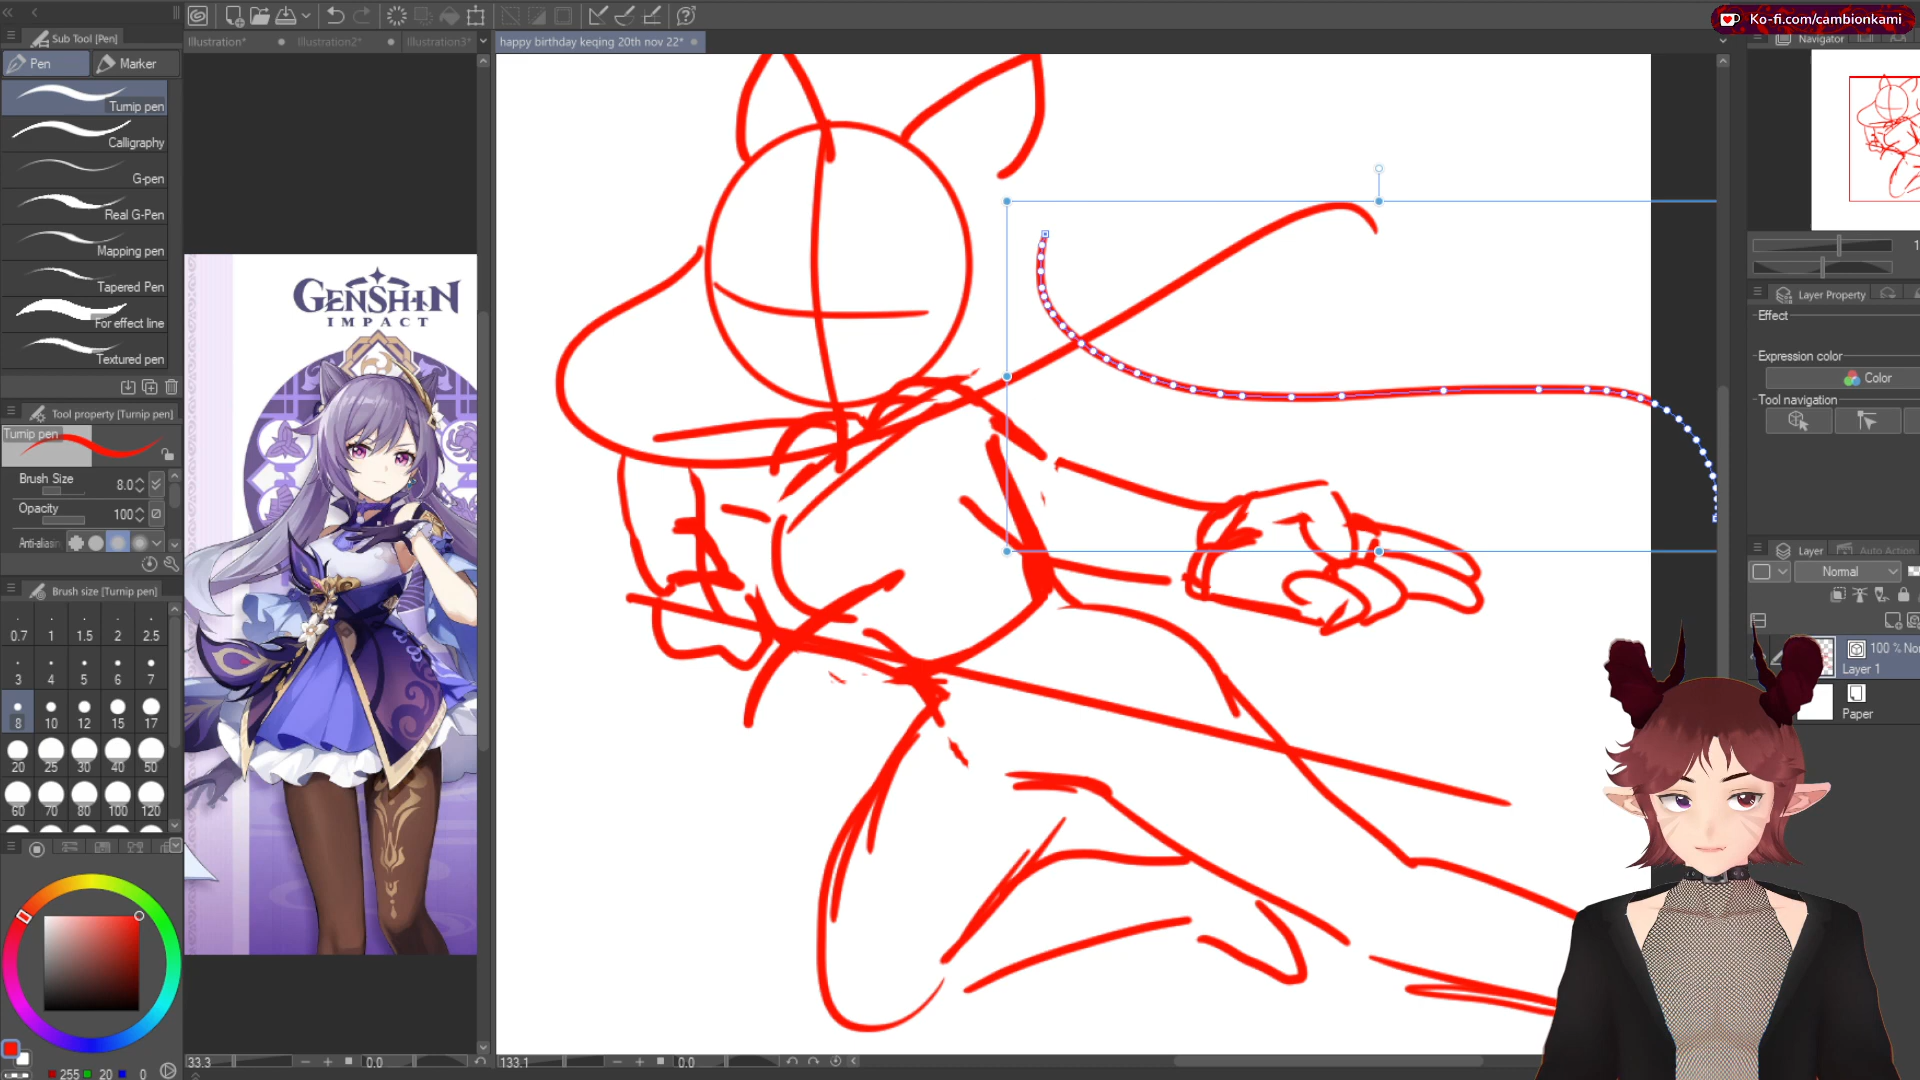 Ko-fi.com/cambionkami
Sub Tool [Pen]
Pen
Marker
Turnip pen
Calligraphy
G-pen
Real G-Pen
Mapping pen
Tapered Pen
For effect line
Textured pen
Tool property [Turnip pen]
Turnip pen
Brush Size 8.0
Opacity 100
Anti-aliasin
Brush size [Turnip pen]
0.7 1 1.5 2 2.5
3 4 5 6 7
8 10 12 15 17
20 25 30 40 50
60 70 80 100 120
255 20 0
Illustration*
Illustration2*
Illustration3*
happy birthday keqing 20th nov 22*
GENSHIN
IMPACT
33.3 0.0
133.1 0.0
Navigator
Layer Property
Effect
Expression color
Color
Tool navigation
Layer
Auto Action
Normal
Layer 1
Paper